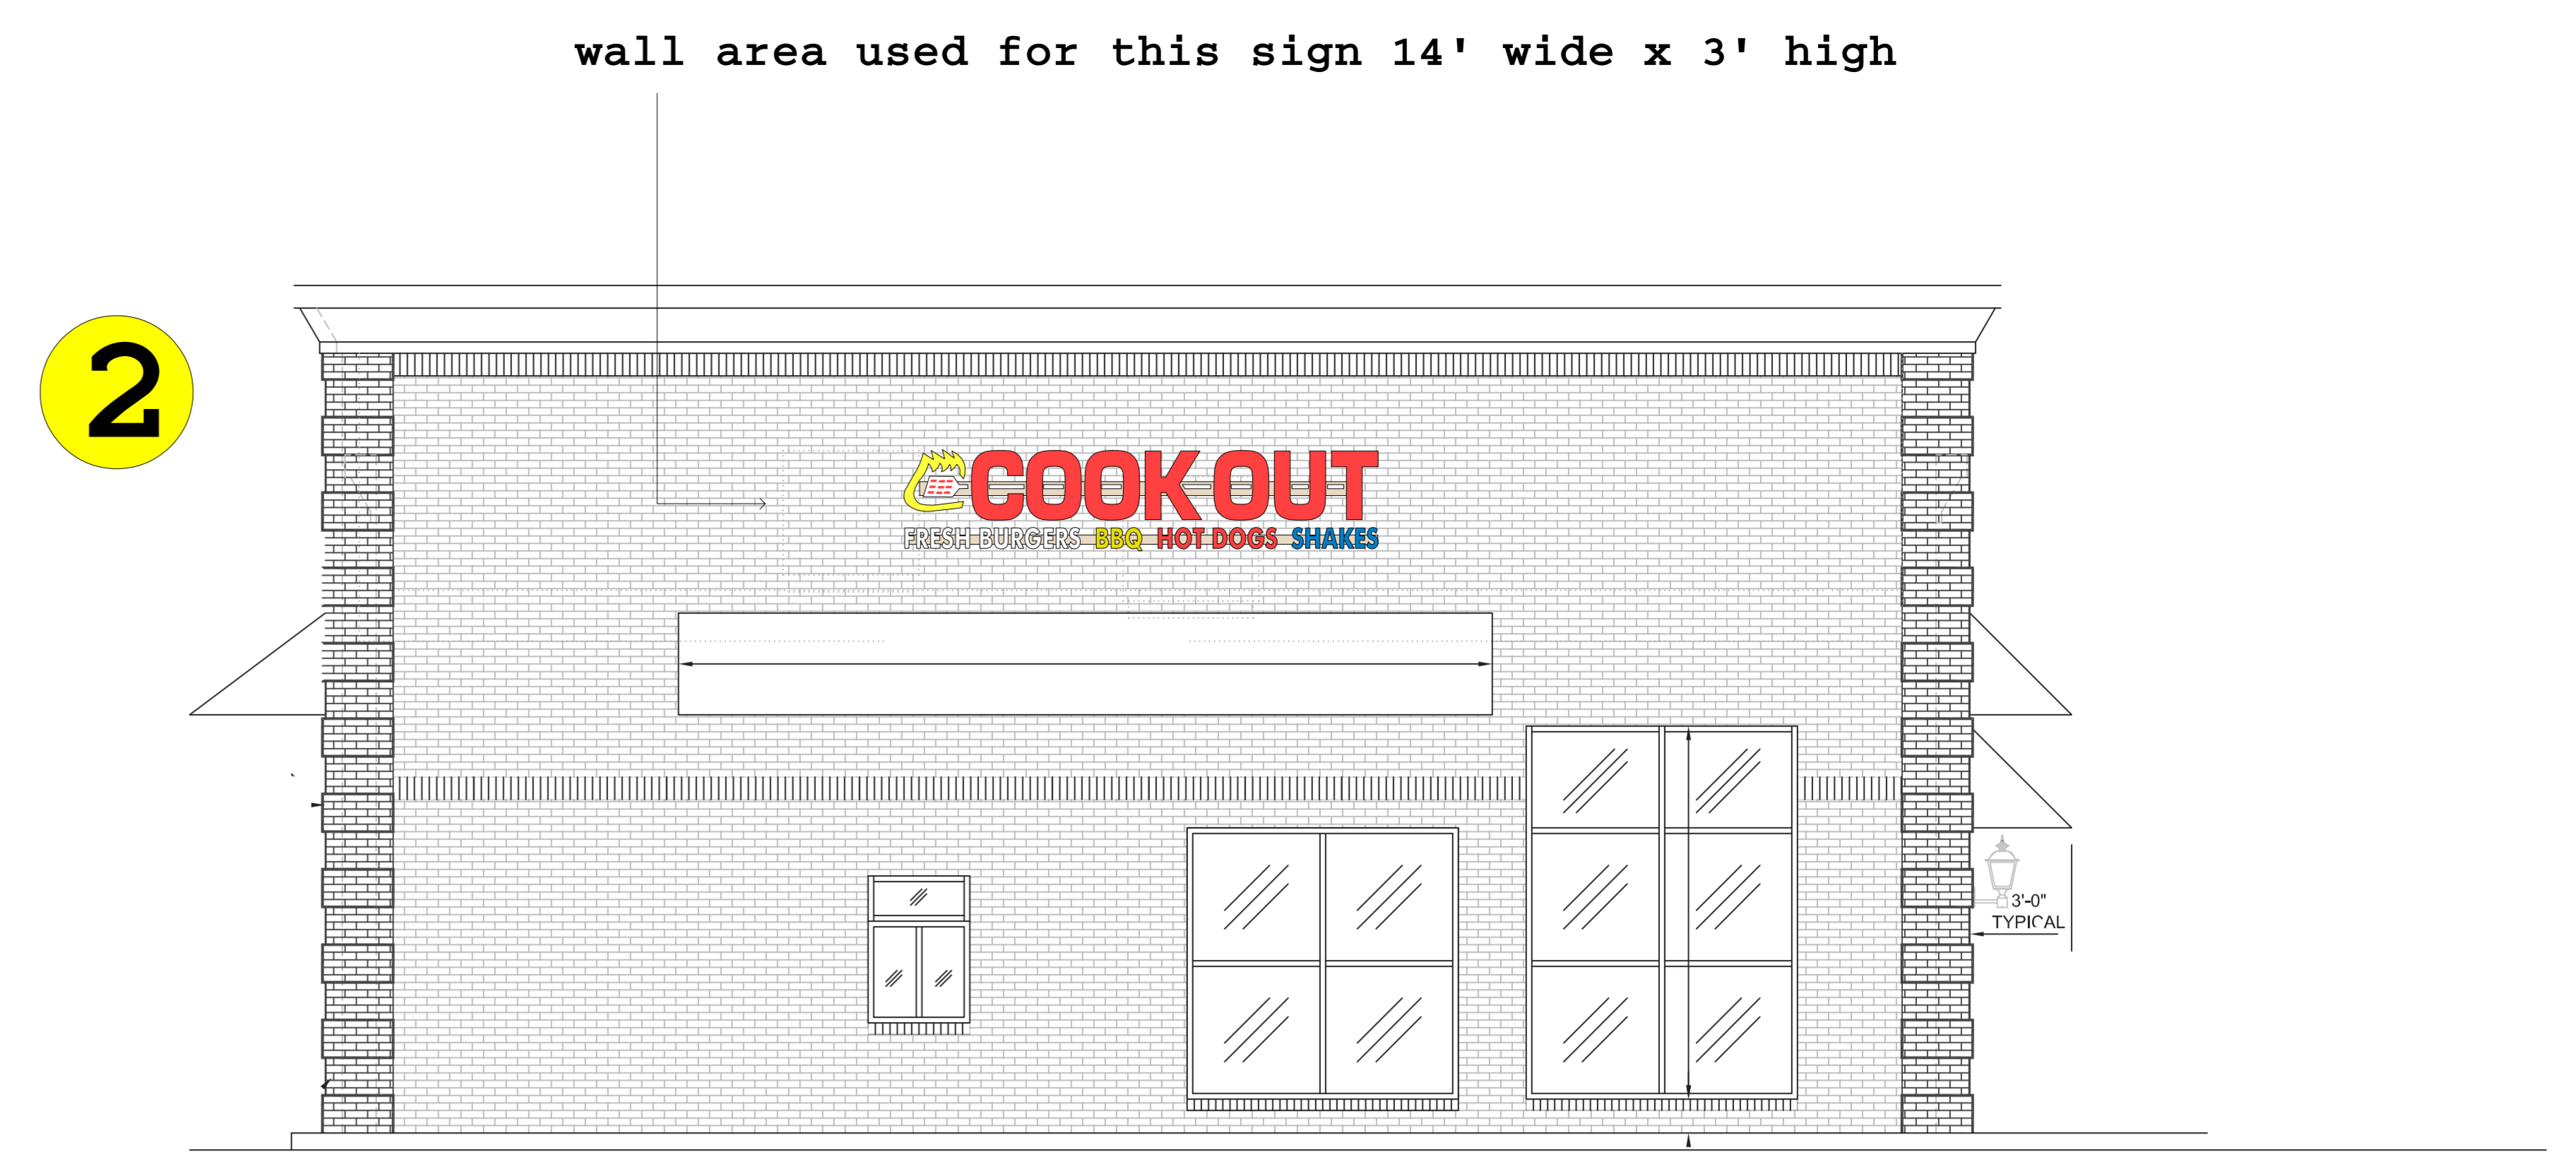 wall area used for this sign 14' wide x 3' high
2
COOK OUT
FRESH BURGERS BBQ HOT DOGS SHAKES
3'-0"
TYPICAL